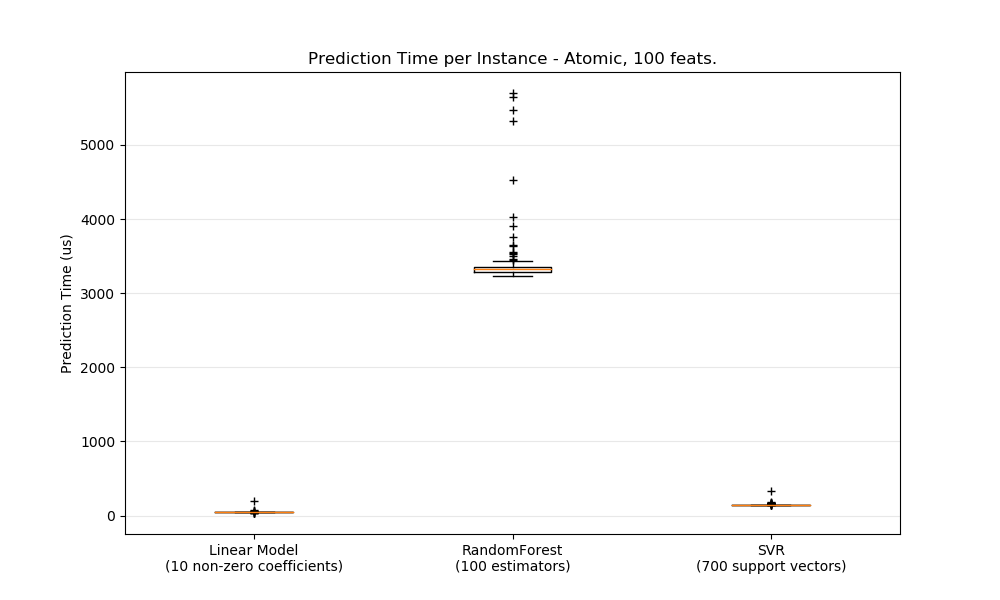 Prediction Time per Instance - Atomic, 100 feats.
Prediction Time (us)
5000
4000
3000
2000
1000
0
Linear Model
(10 non-zero coefficients)
RandomForest
(100 estimators)
SVR
(700 support vectors)